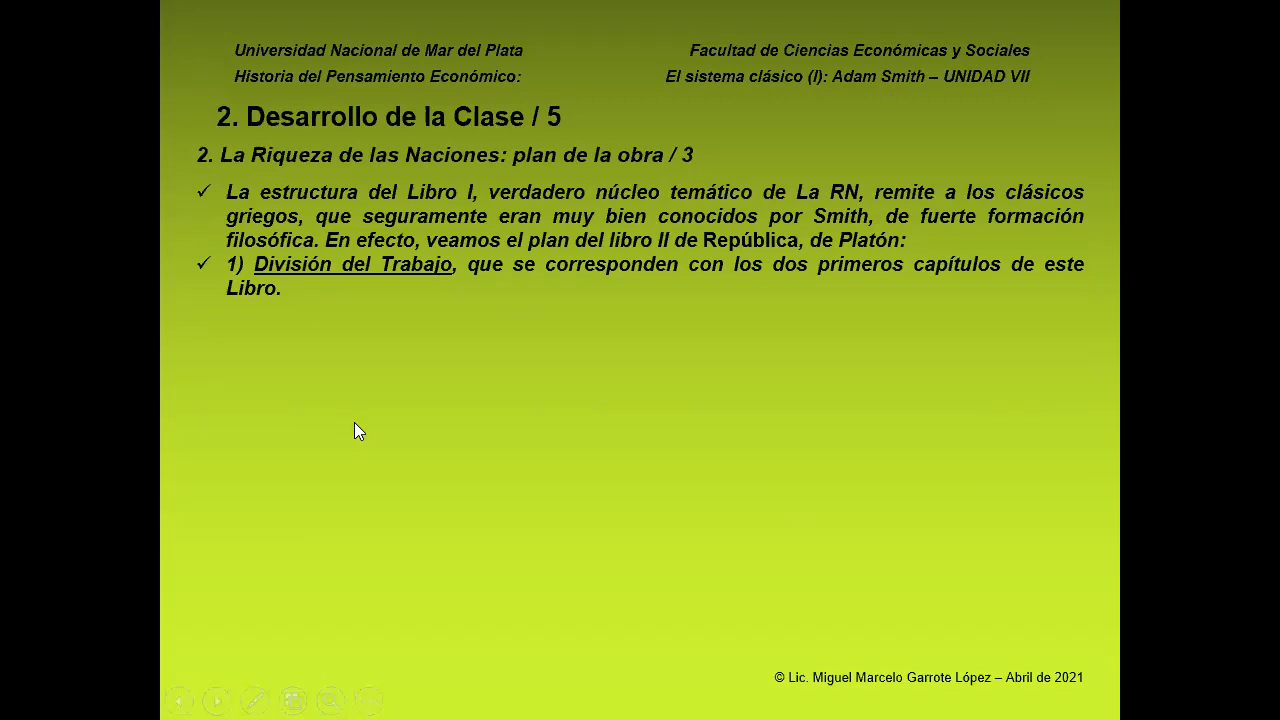 Universidad Nacional de Mar del Plata Facultad de Ciencias Económicas y Sociales
Historia del Pensamiento Económico: El sistema clásico (I): Adam Smith – UNIDAD VII
2. Desarrollo de la Clase / 5
2. La Riqueza de las Naciones: plan de la obra / 3
✓ La estructura del Libro I, verdadero núcleo temático de La RN, remite a los clásicos
griegos, que seguramente eran muy bien conocidos por Smith, de fuerte formación
filosófica. En efecto, veamos el plan del libro II de República, de Platón:
✓ 1) División del Trabajo, que se corresponden con los dos primeros capítulos de este
Libro.
© Lic. Miguel Marcelo Garrote López – Abril de 2021